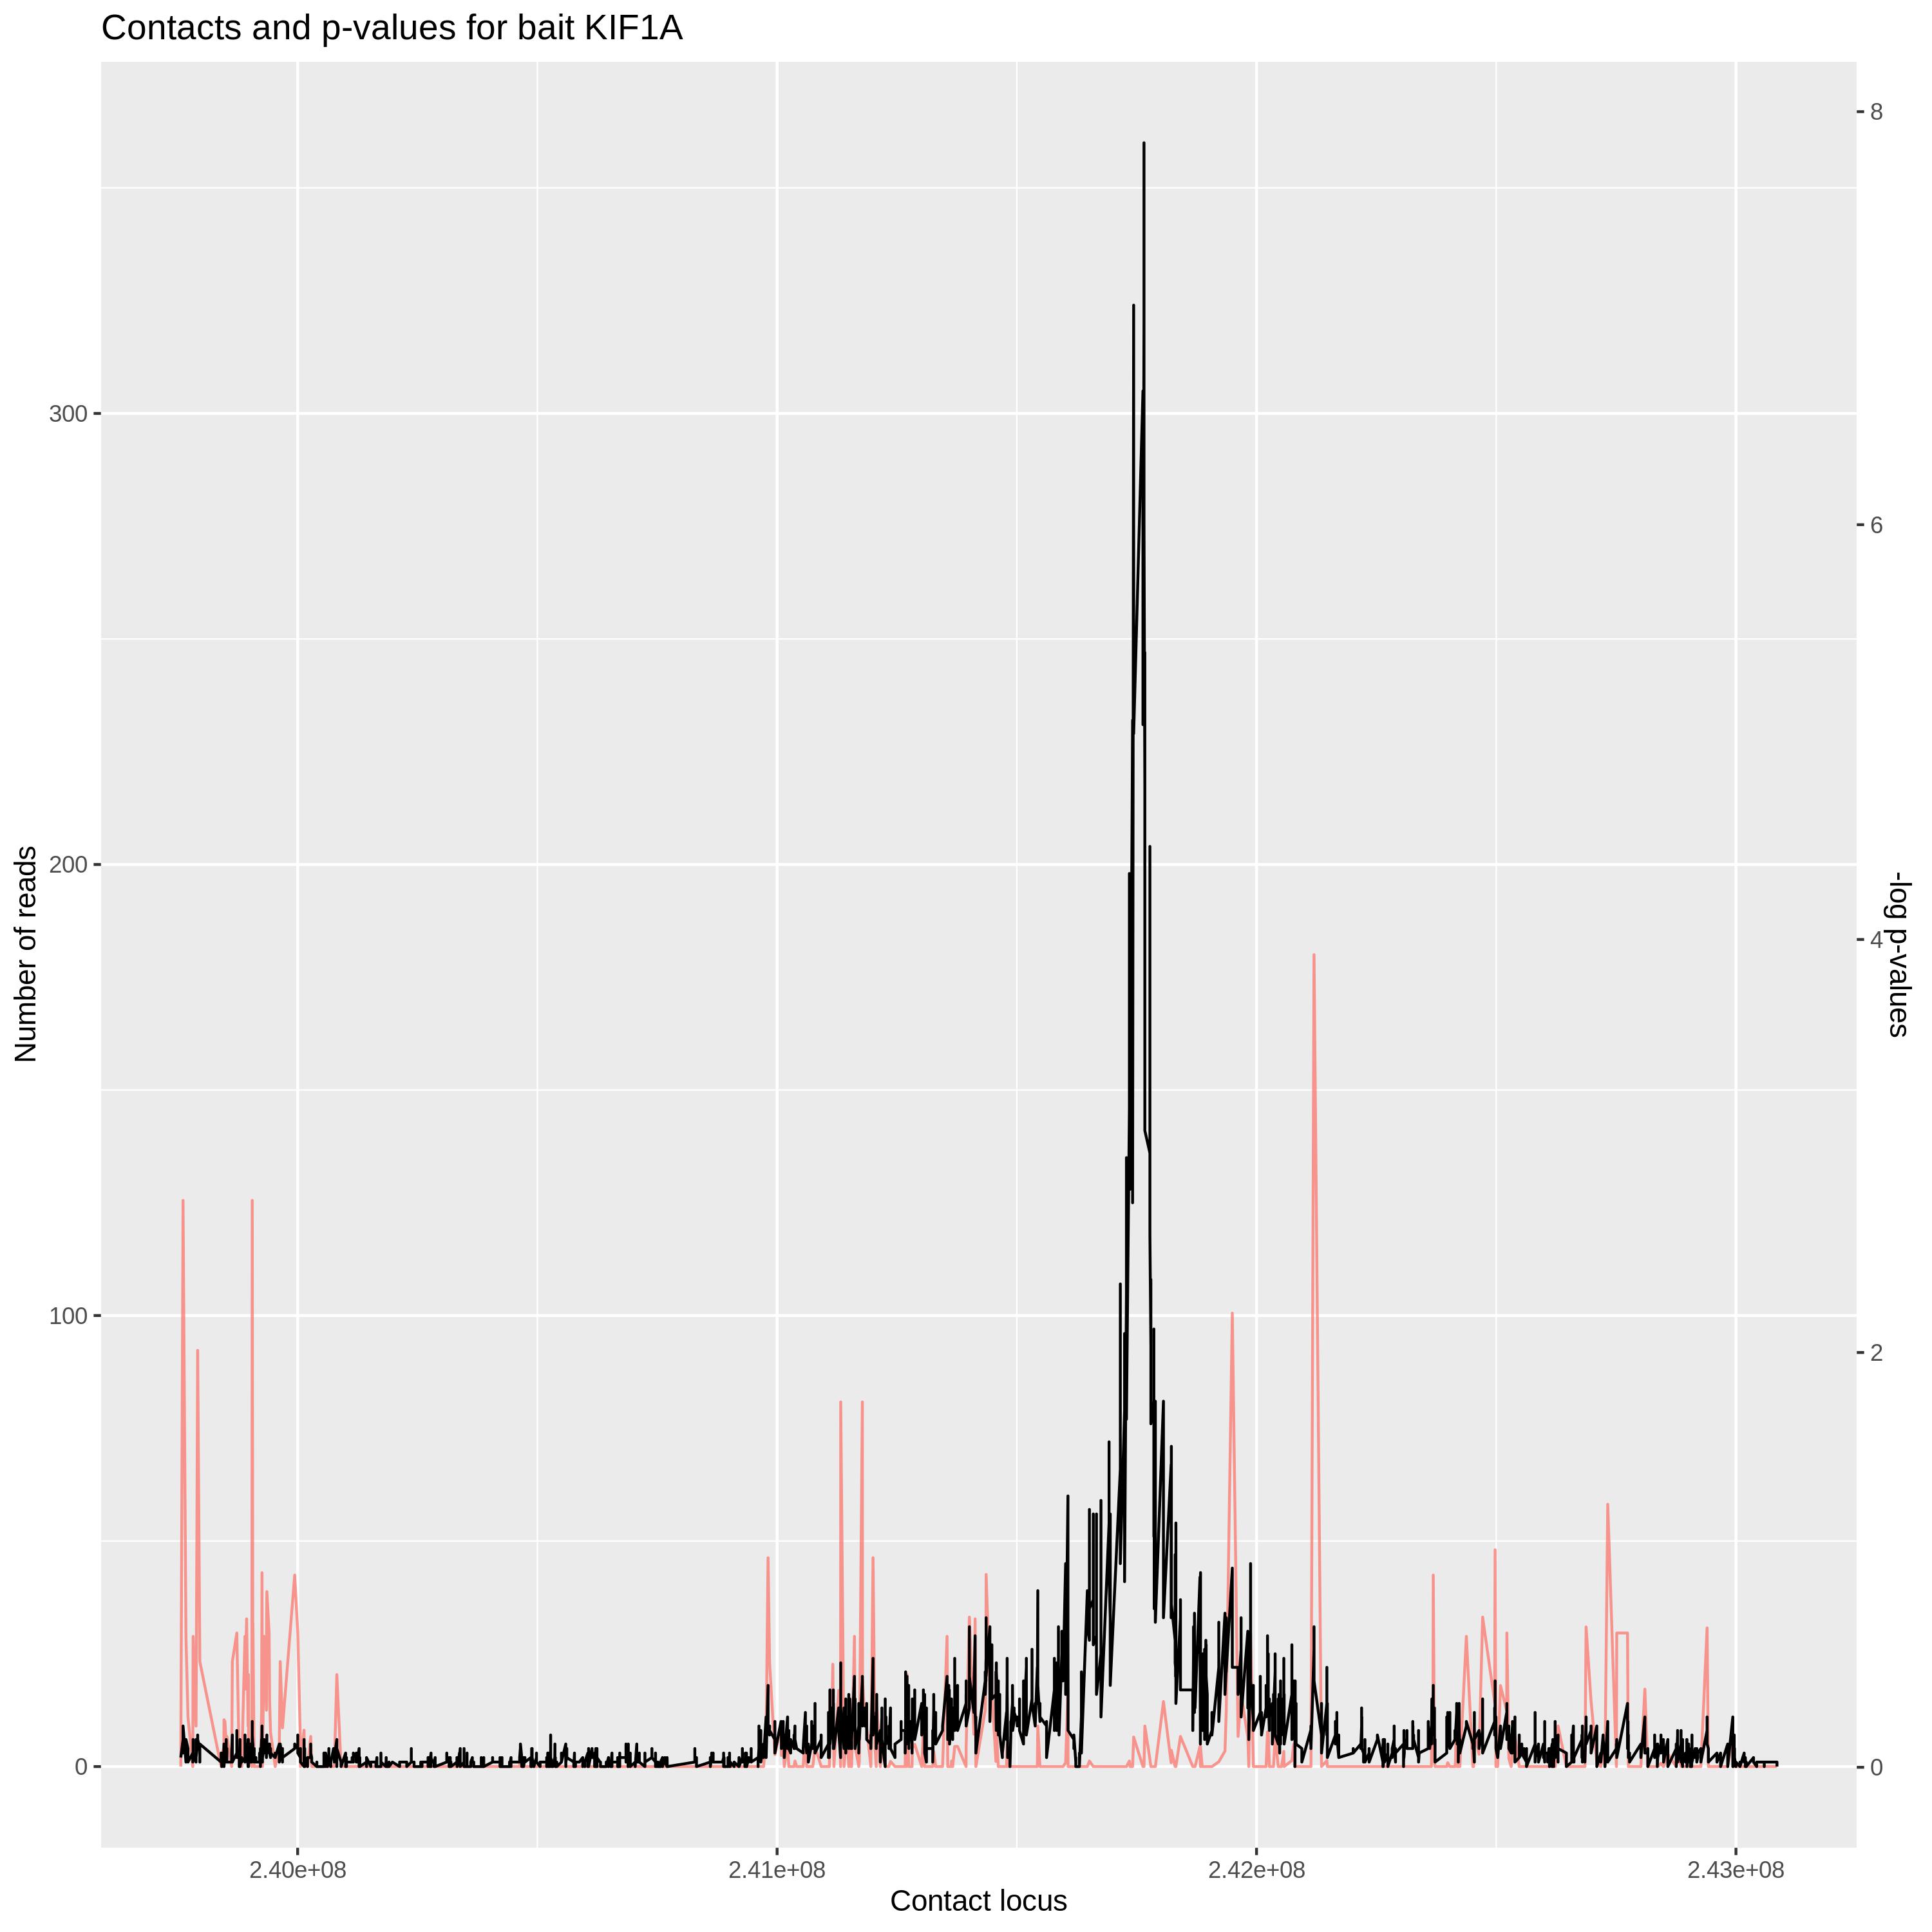 Contacts and p-values for bait KIF1A
Number of reads
300
200
100
0
8
6
4
2
0
-log p-values
2.40e+08 2.41e+08 2.42e+08 2.43e+08
Contact locus